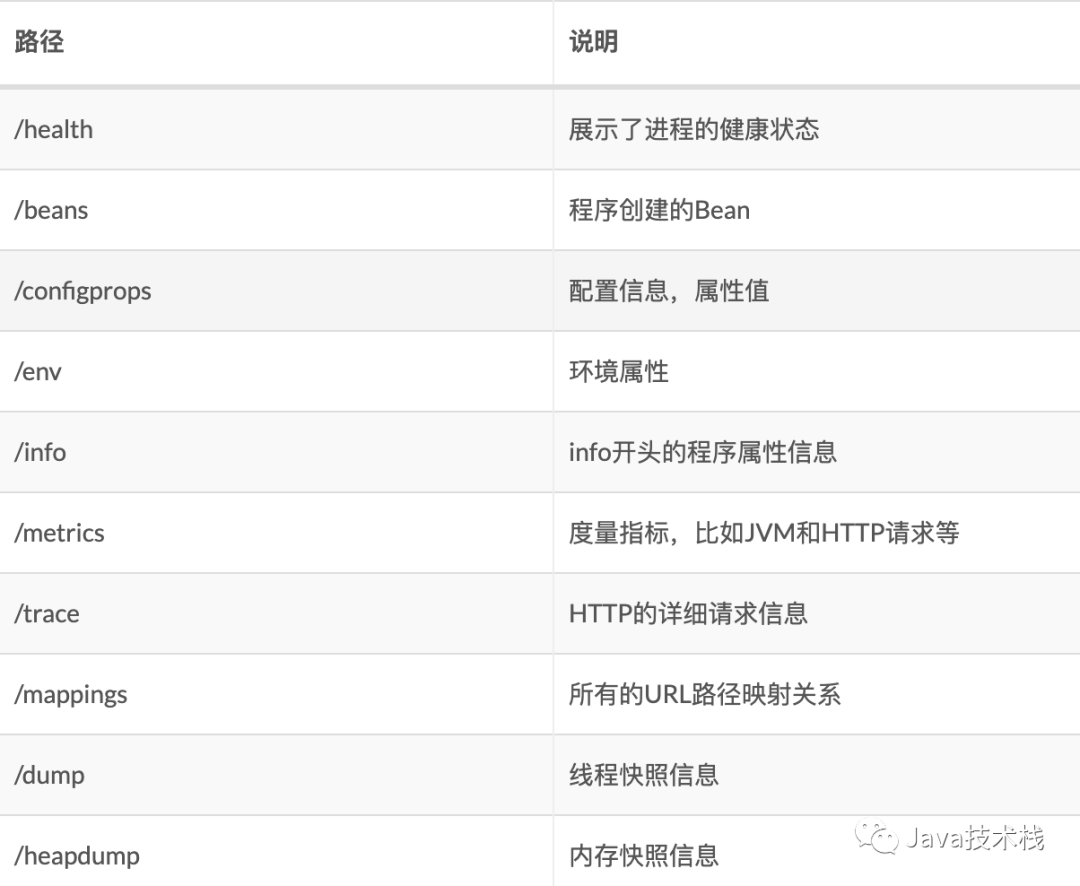 路径 说明
/health 展示了进程的健康状态
/beans 程序创建的Bean
/configprops 配置信息，属性值
/env 环境属性
/info info开头的程序属性信息
/metrics 度量指标，比如JVM和HTTP请求等
/trace HTTP的详细请求信息
/mappings 所有的URL路径映射关系
/dump 线程快照信息
/heapdump 内存快照信息
Java技术栈